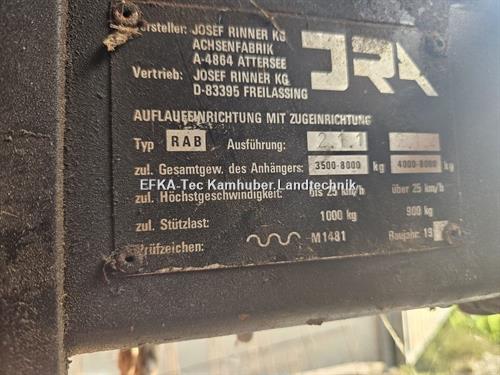 Hersteller: JOSEF RINNER KG
ACHSENFABRIK
A-4864 ATTERSEE
Vertrieb: JOSEF RINNER KG
D-83395 FREILASSING
JRA
AUFLAUFEINRICHTUNG MIT ZUGEINRICHTUNG
Typ RAB Ausführung: 2.1.1
zul. Gesamtgew. des Anhängers: 3500-8000 kg 4000-8000 kg
EFKA-Tec Kamhuber Landtechnik
zul. Höchstgeschwindigkeit: bis 25 km/h über 25 km/h
zul. Stützlast: 1000 kg 900 kg
Prüfzeichen: M1481 Baujahr: 19